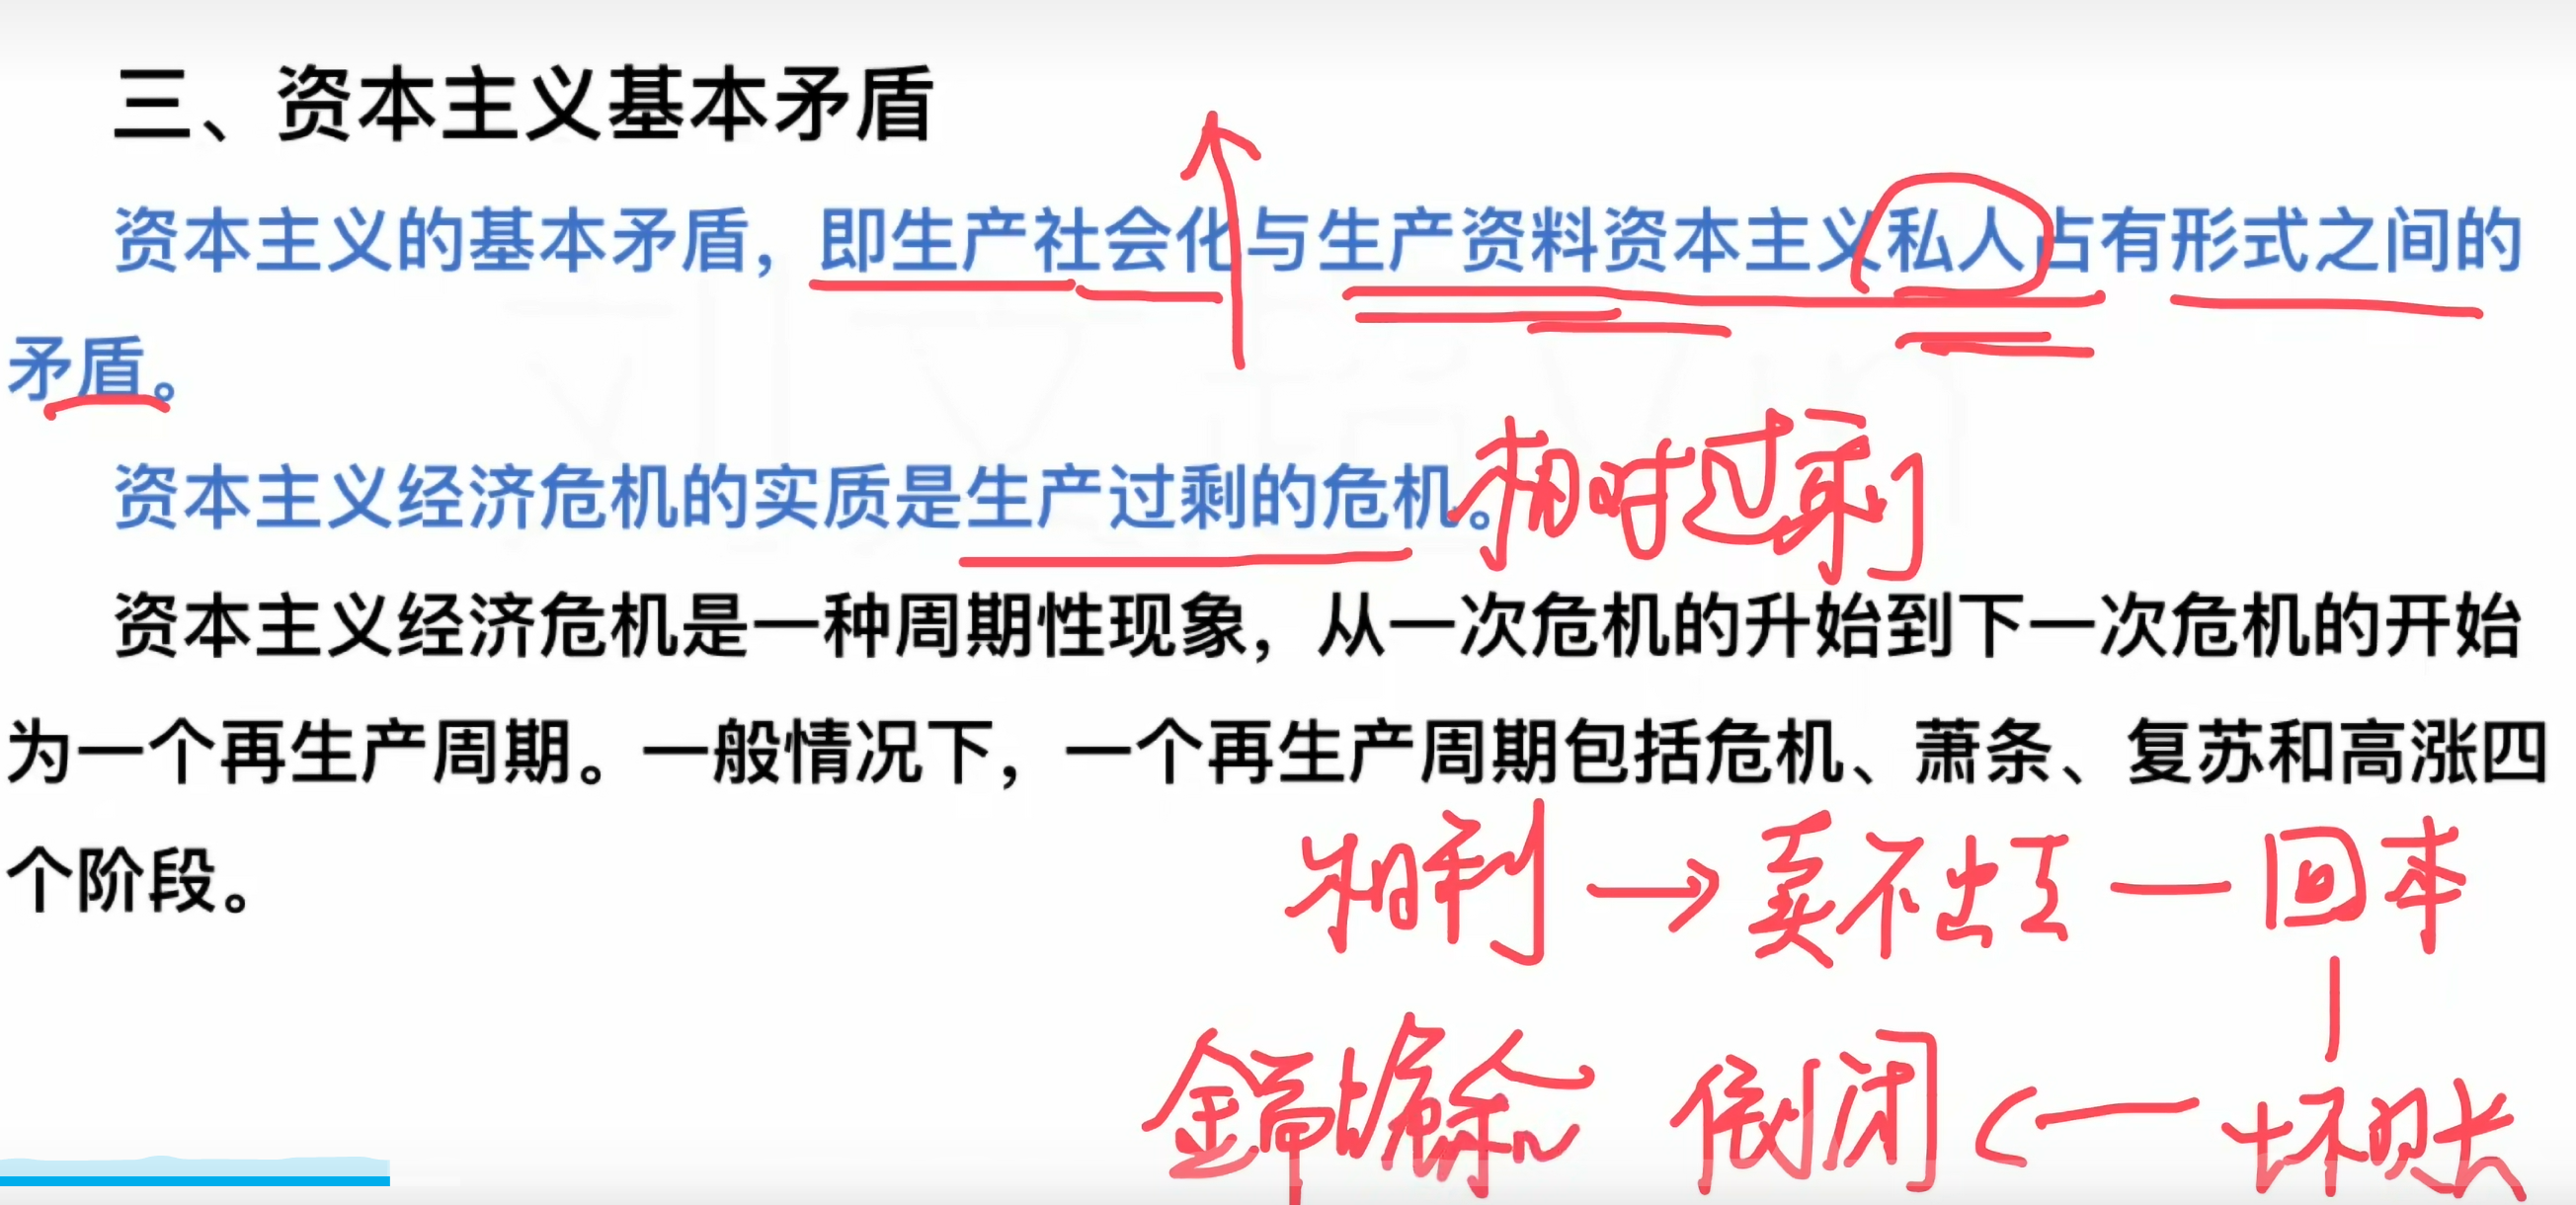 三、资本主义基本矛盾
资本主义的基本矛盾，即生产社会化与生产资料资本主义私人占有形式之间的
矛盾。
资本主义经济危机的实质是生产过剩的危机。相对过剩
资本主义经济危机是一种周期性现象，从一次危机的升始到下一次危机的开始
为一个再生产周期。一般情况下，一个再生产周期包括危机、萧条、复苏和高涨四
个阶段。
卖不出去 — 回本
倒闭 坏账